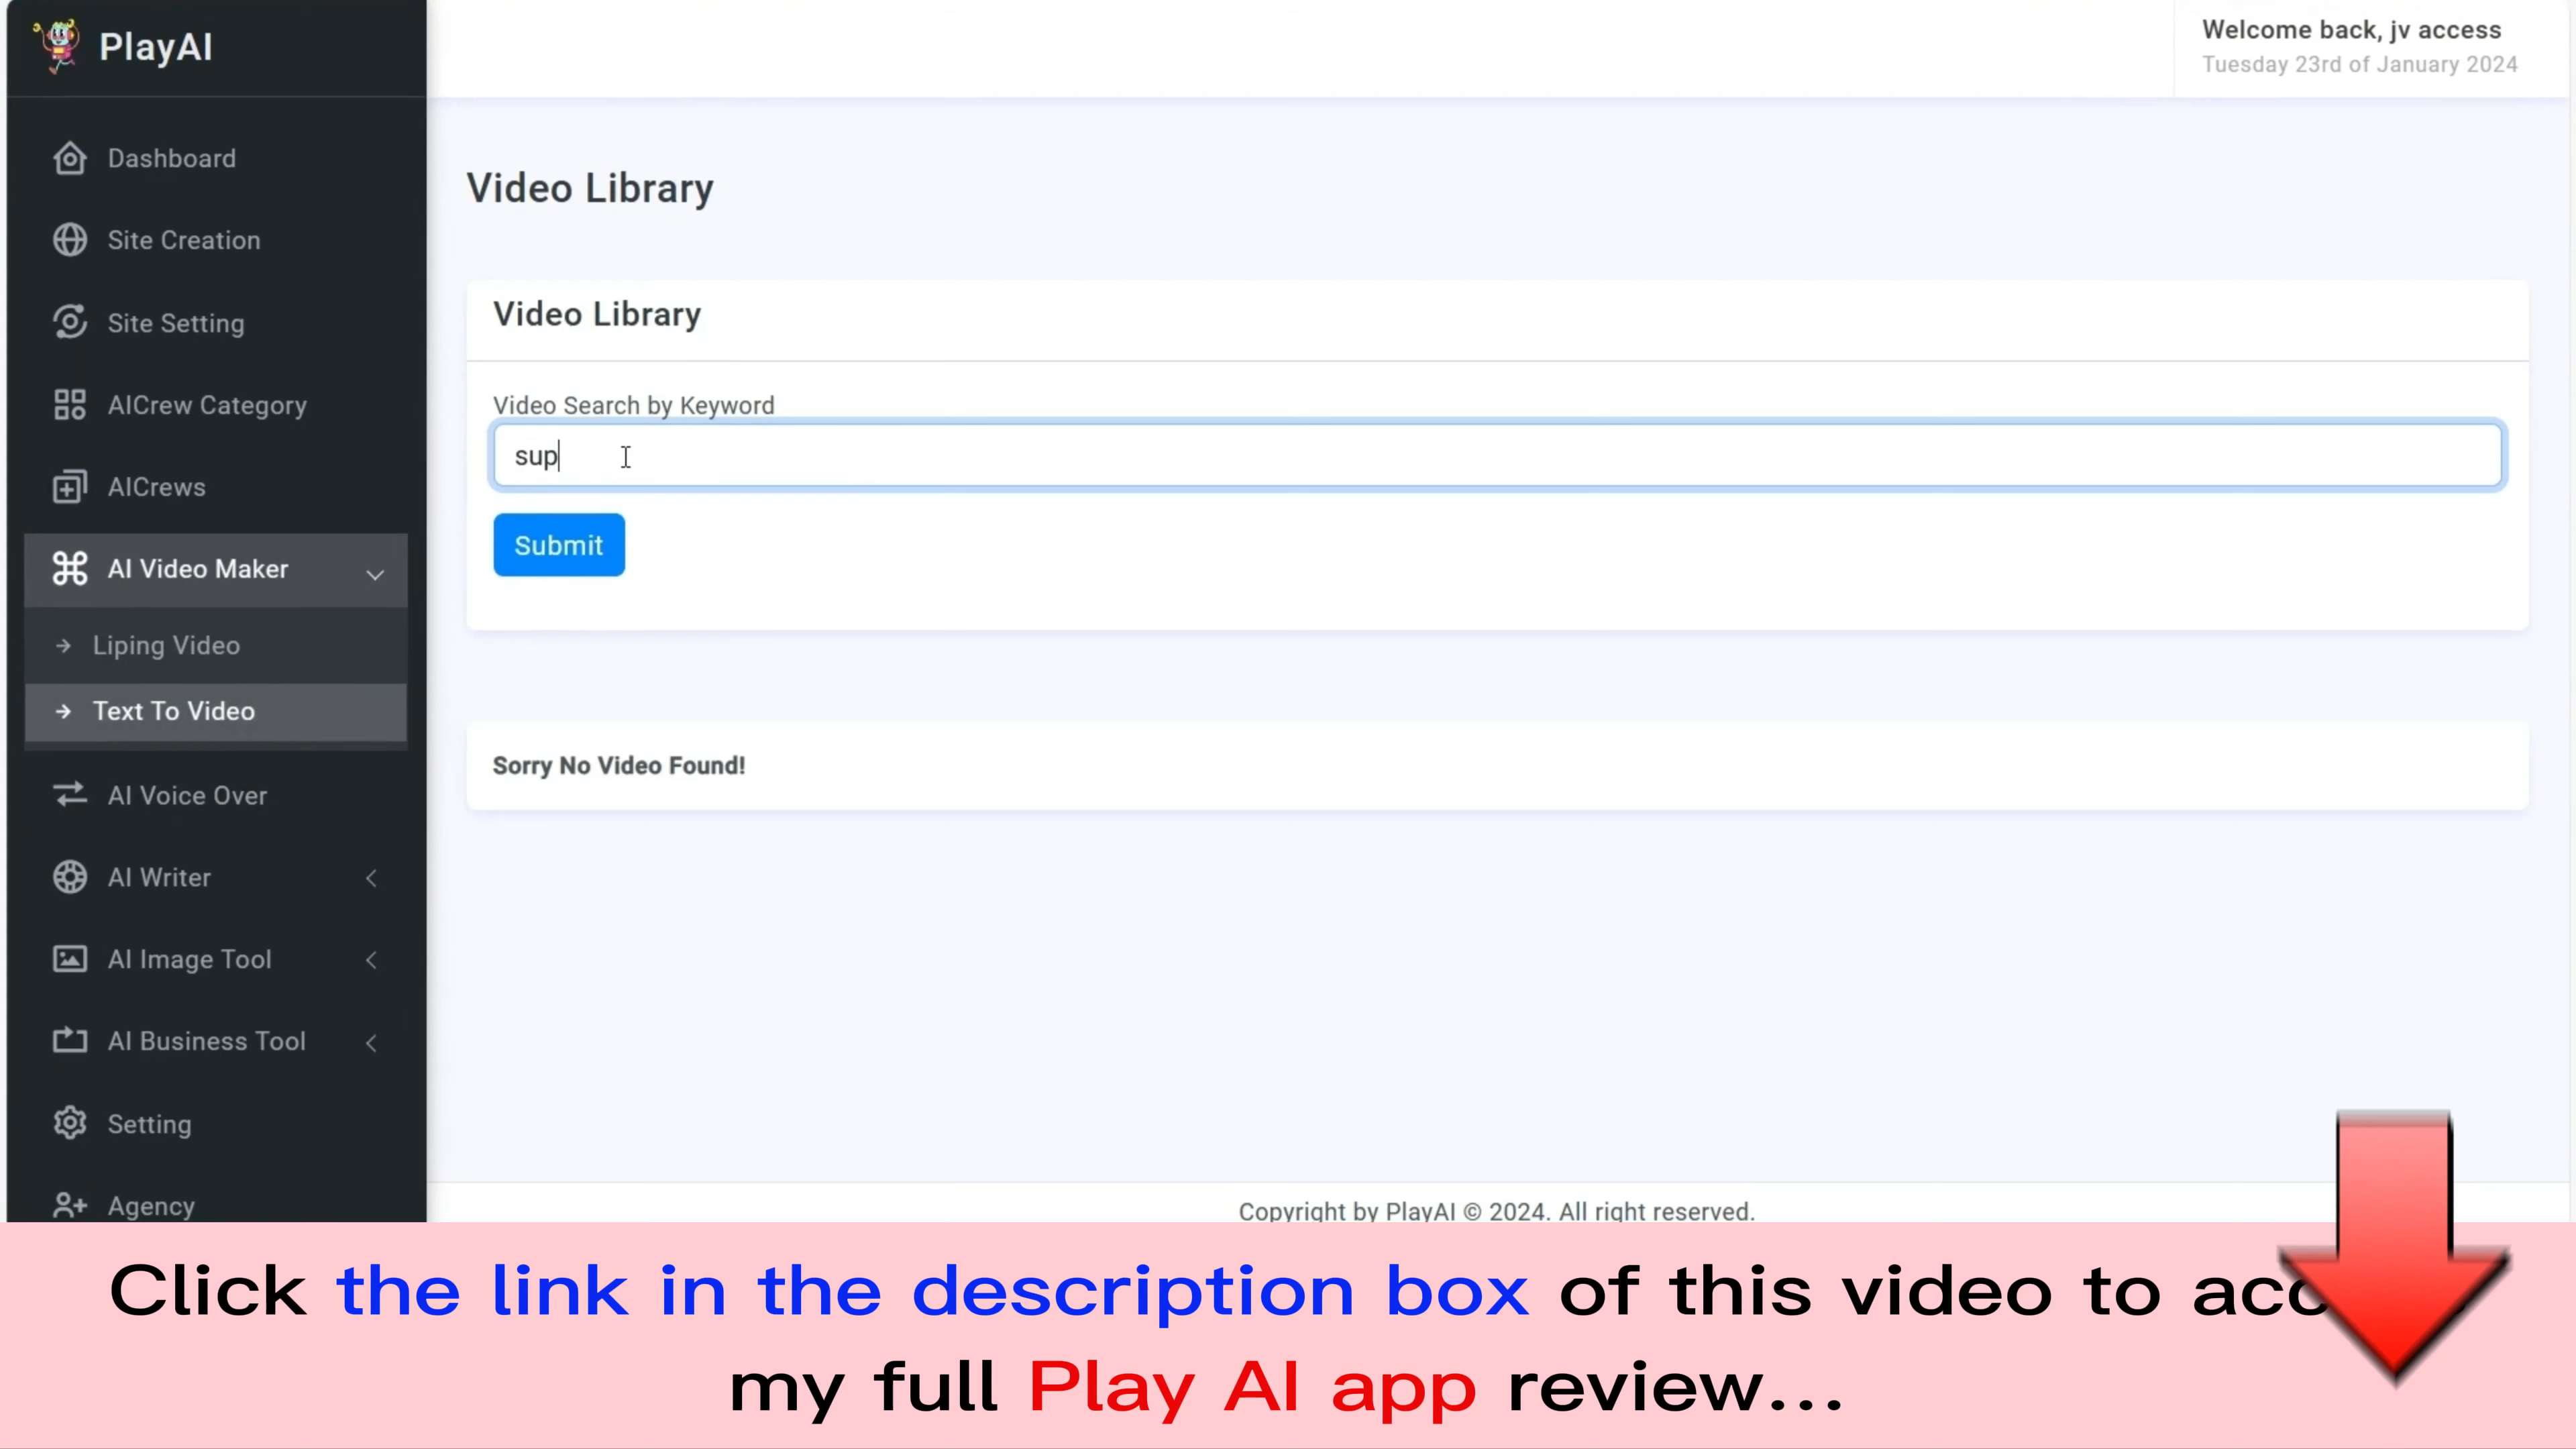 PlayAI
Welcome back, jv access
Tuesday 23rd of January 2024
Dashboard
Site Creation
Site Setting
AICrew Category
AICrews
AI Video Maker
Liping Video
Text To Video
AI Voice Over
AI Writer
AI Image Tool
AI Business Tool
Setting
Agency
Video Library
Video Library
Video Search by Keyword
sup
Submit
Sorry No Video Found!
Copyright by PlayAI © 2024. All right reserved.
Click the link in the description box of this video to
my full Play AI app review...